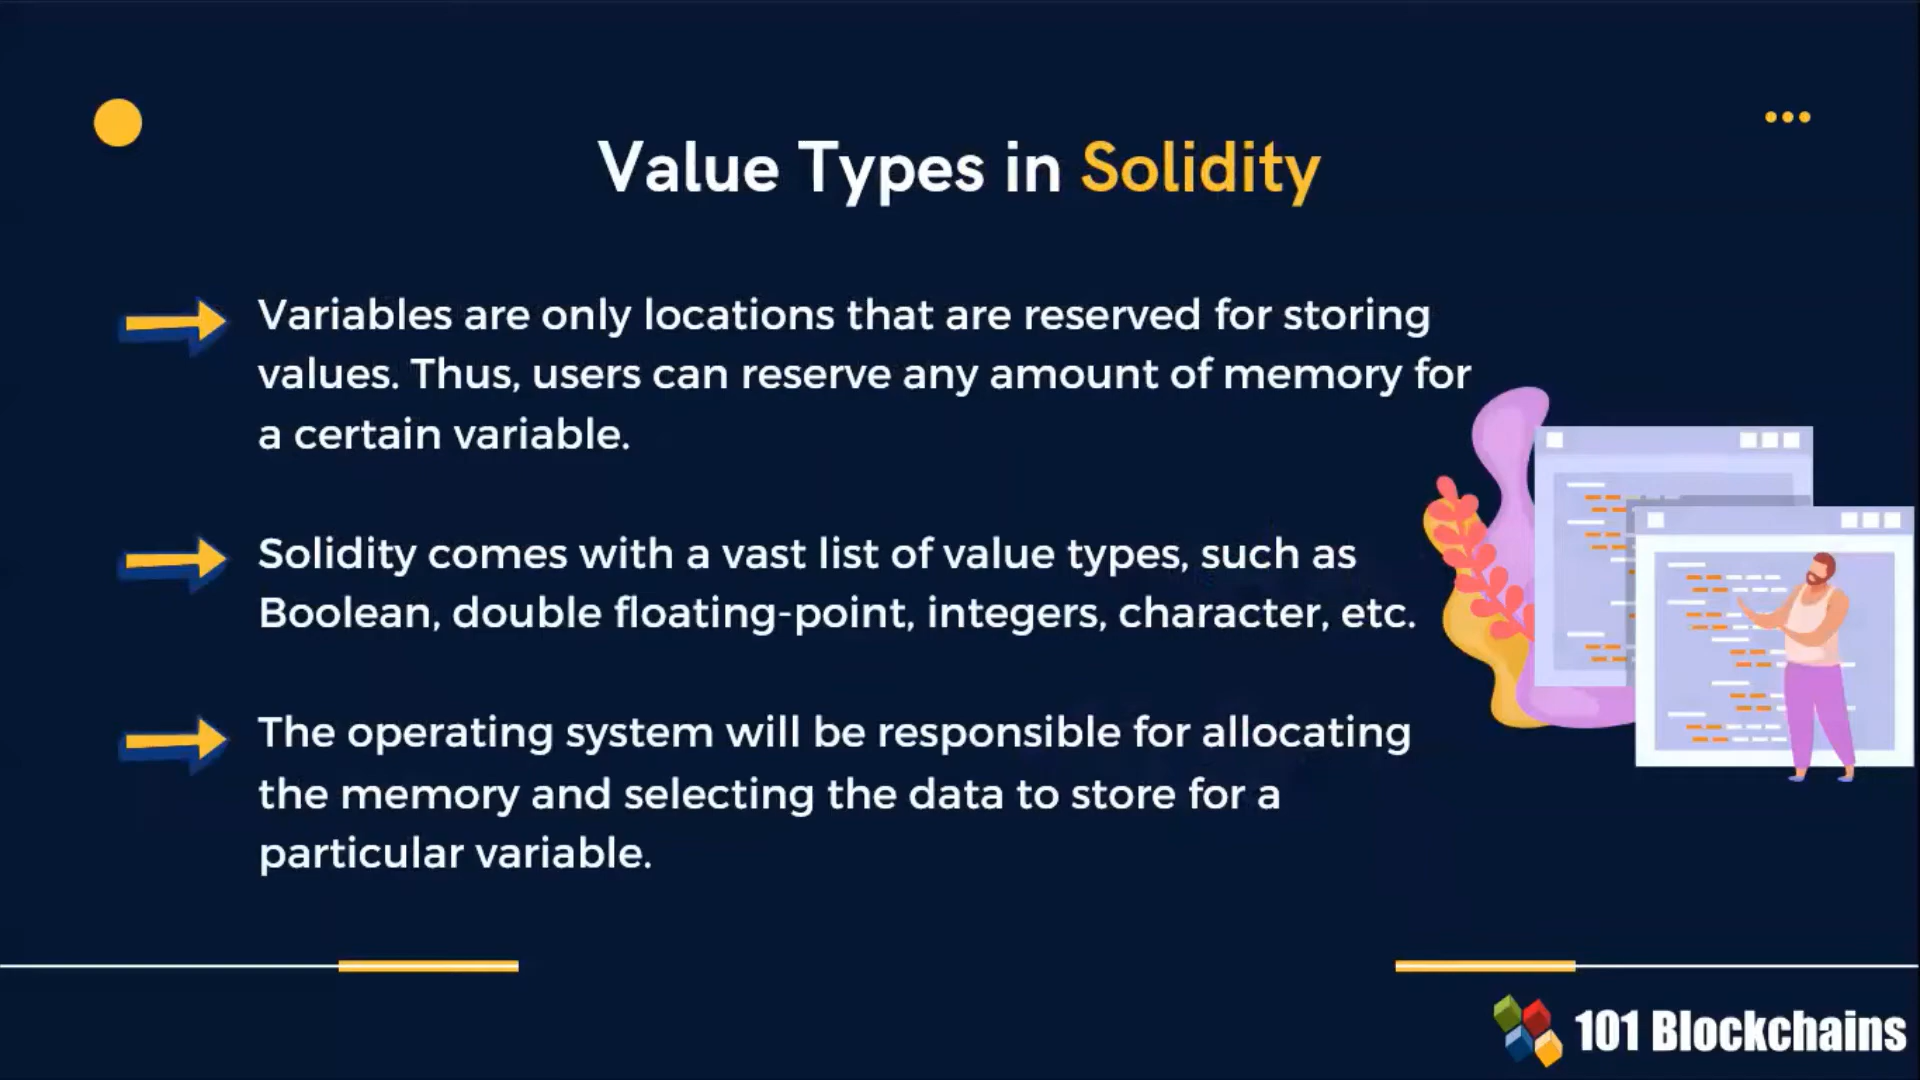 Value Types in Solidity
Variables are only locations that are reserved for storing
values. Thus, users can reserve any amount of memory for
a certain variable.
Solidity comes with a vast list of value types, such as
Boolean, double floating-point, integers, character, etc.
The operating system will be responsible for allocating
the memory and selecting the data to store for a
particular variable.
101 Blockchains